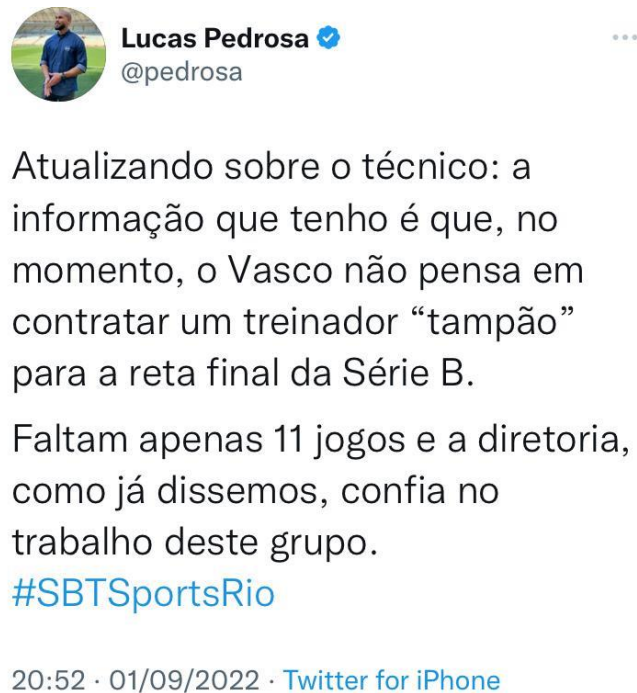 Lucas Pedrosa
@pedrosa
Atualizando sobre o técnico: a
informação que tenho é que, no
momento, o Vasco não pensa em
contratar um treinador “tampão”
para a reta final da Série B.
Faltam apenas 11 jogos e a diretoria,
como já dissemos, confia no
trabalho deste grupo.
#SBTSportsRio
20:52 · 01/09/2022 · Twitter for iPhone